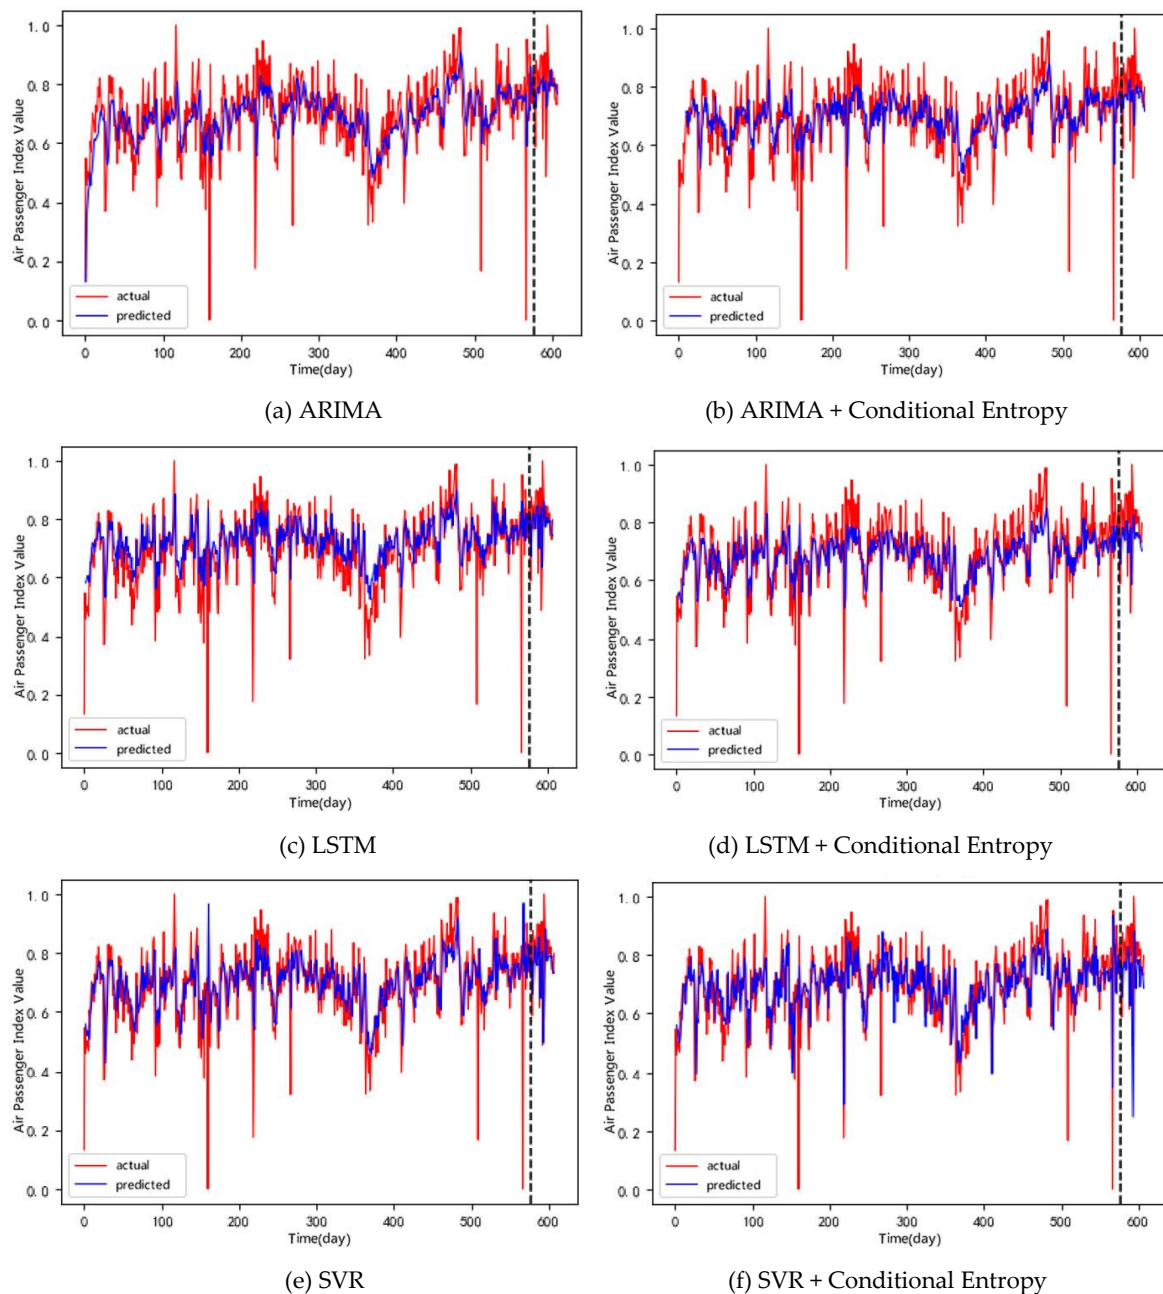 1.0
0.8
0.6
0.4
0.2
0.0
Air Passenger Index Value
actual
predicted
0 100 200 300 400 500 600
Time(day)
(a) ARIMA
1.0
0.8
0.6
0.4
0.2
0.0
Air Passenger Index Value
actual
predicted
0 100 200 300 400 500 600
Time(day)
(b) ARIMA + Conditional Entropy
1.0
0.8
0.6
0.4
0.2
0.0
Air Passenger Index Value
actual
predicted
0 100 200 300 400 500 600
Time(day)
(c) LSTM
1.0
0.8
0.6
0.4
0.2
0.0
Air Passenger Index Value
actual
predicted
0 100 200 300 400 500 600
Time(day)
(d) LSTM + Conditional Entropy
1.0
0.8
0.6
0.4
0.2
0.0
Air Passenger Index Value
actual
predicted
0 100 200 300 400 500 600
Time(day)
(e) SVR
1.0
0.8
0.6
0.4
0.2
0.0
Air Passenger Index Value
actual
predicted
0 100 200 300 400 500 600
Time(day)
(f) SVR + Conditional Entropy